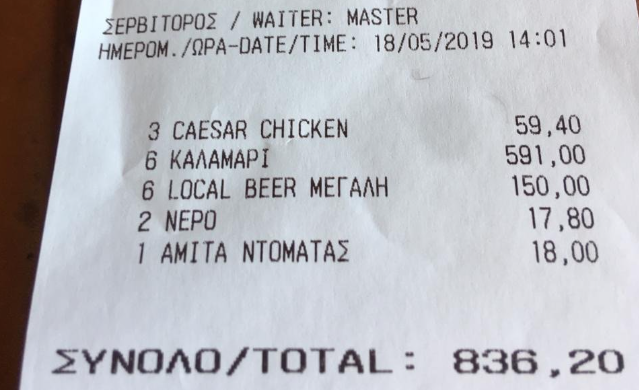 ΣΕΡΒΙΤΟΡΟΣ / WAITER: MASTER
ΗΜΕΡΟΜ./ΩΡΑ-DATE/TIME: 18/05/2019 14:01
3 CAESAR CHICKEN 59,40
6 ΚΑΛΑΜΑΡΙ 591,00
6 LOCAL BEER ΜΕΓΑΛΗ 150,00
2 ΝΕΡΟ 17,80
1 ΑΜΙΤΑ ΝΤΟΜΑΤΑΣ 18,00
ΣΥΝΟΛΟ/TOTAL: 836,20